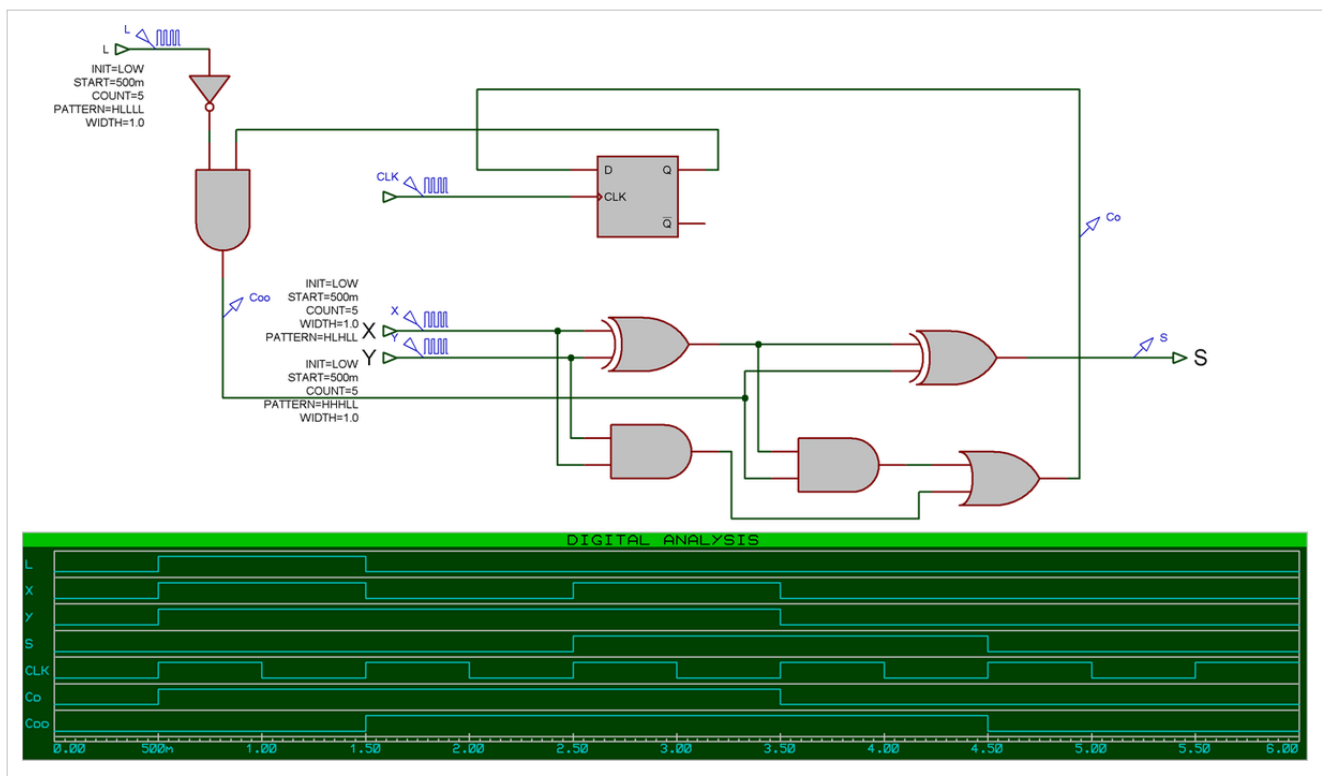 L
L
INIT=LOW
START=500m
COUNT=5
PATTERN=HLLLL
WIDTH=1.0
CLK
D
Q
CLK
Q
Co
Coo
INIT=LOW
START=500m
COUNT=5
WIDTH=1.0
PATTERN=HLHLL
X
X
Y
Y
INIT=LOW
START=500m
COUNT=5
PATTERN=HHHLL
WIDTH=1.0
S
S
DIGITAL ANALYSIS
L
X
Y
S
CLK
Co
Coo
0.00 500m 1.00 1.50 2.00 2.50 3.00 3.50 4.00 4.50 5.00 5.50 6.00